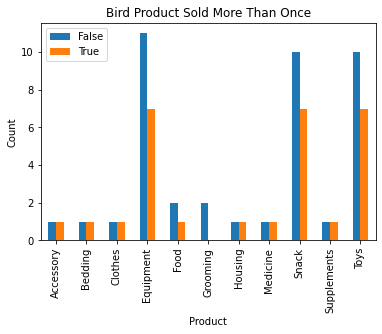 Bird Product Sold More Than Once
False
True
Count
10
8
6
4
2
0
Accessory
Bedding
Clothes
Equipment
Food
Grooming
Housing
Medicine
Snack
Supplements
Toys
Product